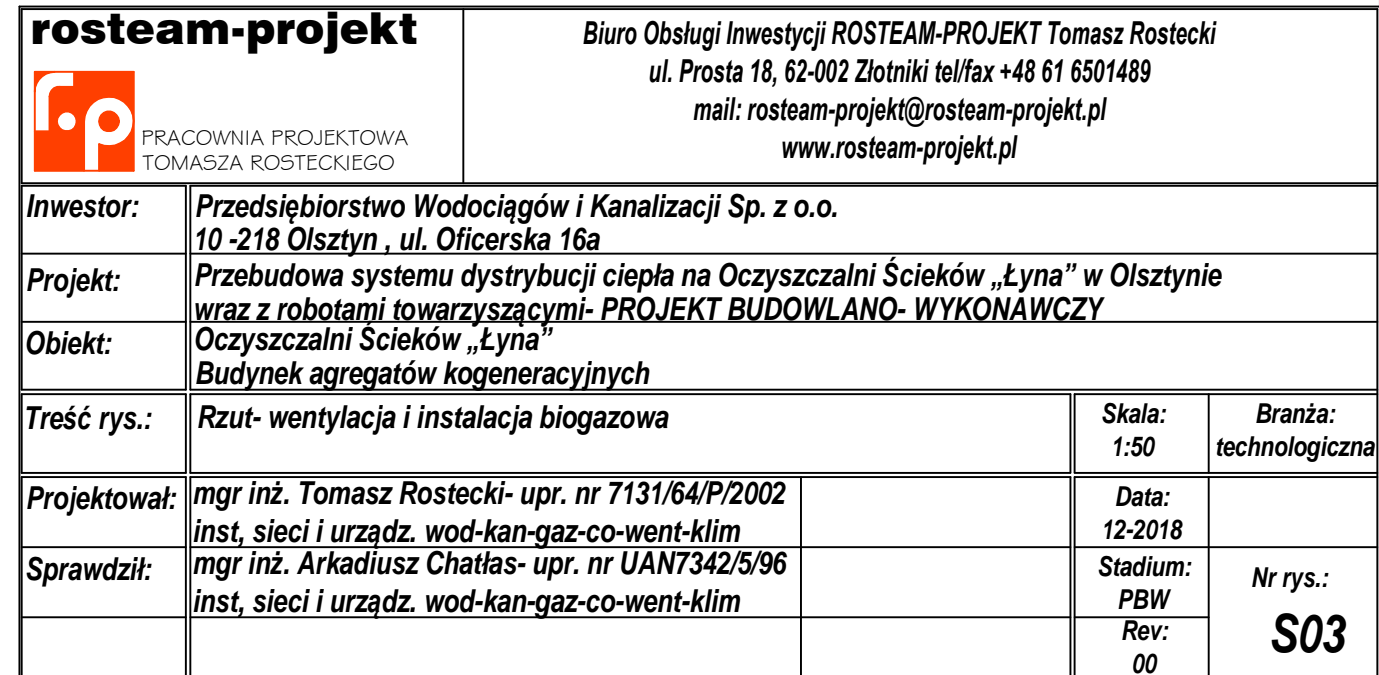 rosteam-projekt
r.p
PRACOWNIA PROJEKTOWA
TOMASZA ROSTECKIEGO
Biuro Obsługi Inwestycji ROSTEAM-PROJEKT Tomasz Rostecki
ul. Prosta 18, 62-002 Złotniki tel/fax +48 61 6501489
mail: rosteam-projekt@rosteam-projekt.pl
www.rosteam-projekt.pl
Inwestor:
Przedsiębiorstwo Wodociągów i Kanalizacji Sp. z o.o.
10 -218 Olsztyn , ul. Oficerska 16a
Projekt:
Przebudowa systemu dystrybucji ciepła na Oczyszczalni Ścieków „Łyna” w Olsztynie
wraz z robotami towarzyszącymi- PROJEKT BUDOWLANO- WYKONAWCZY
Obiekt:
Oczyszczalni Ścieków „Łyna”
Budynek agregatów kogeneracyjnych
Treść rys.:
Rzut- wentylacja i instalacja biogazowa
Skala:
1:50
Branża:
technologiczna
Projektował:
mgr inż. Tomasz Rostecki- upr. nr 7131/64/P/2002
inst, sieci i urządz. wod-kan-gaz-co-went-klim
Data:
12-2018
Sprawdził:
mgr inż. Arkadiusz Chatłas- upr. nr UAN7342/5/96
inst, sieci i urządz. wod-kan-gaz-co-went-klim
Stadium:
PBW
Rev:
00
Nr rys.:
S03